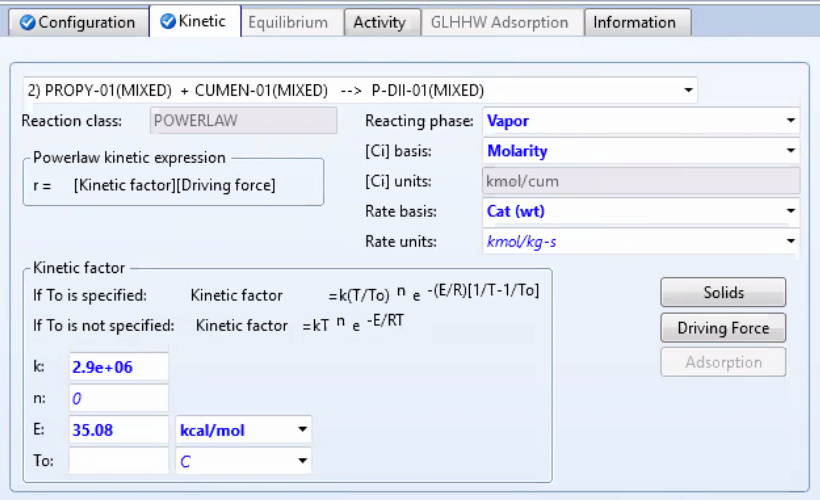 Configuration Kinetic Equilibrium Activity GLHHW Adsorption Information
2) PROPY-01(MIXED) + CUMEN-01(MIXED) --> P-DII-01(MIXED)
Reaction class: POWERLAW
Reacting phase: Vapor
Powerlaw kinetic expression
r = [Kinetic factor][Driving force]
[Ci] basis: Molarity
[Ci] units: kmol/cum
Rate basis: Cat (wt)
Rate units: kmol/kg-s
Kinetic factor
If To is specified: Kinetic factor =k(T/To) n e -(E/R)[1/T-1/To]
If To is not specified: Kinetic factor =kT n e -E/RT
k: 2.9e+06
n: 0
E: 35.08 kcal/mol
To: C
Solids
Driving Force
Adsorption